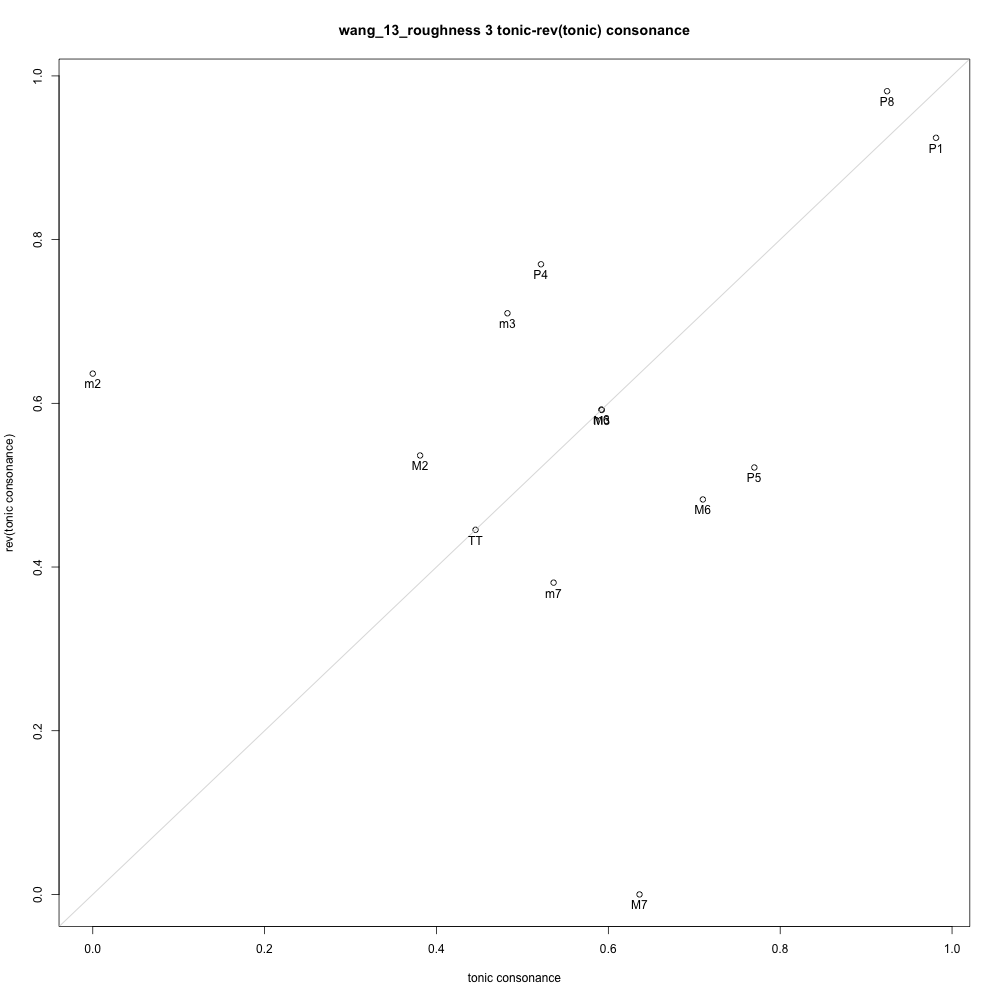 wang_13_roughness 3 tonic-rev(tonic) consonance
1.0
P8
P1
0.8
P4
m3
m2
0.6
M2
P5
M6
TT
0.4
m7
rev(tonic consonance)
0.2
0.0
M7
0.0 0.2 0.4 0.6 0.8 1.0
tonic consonance